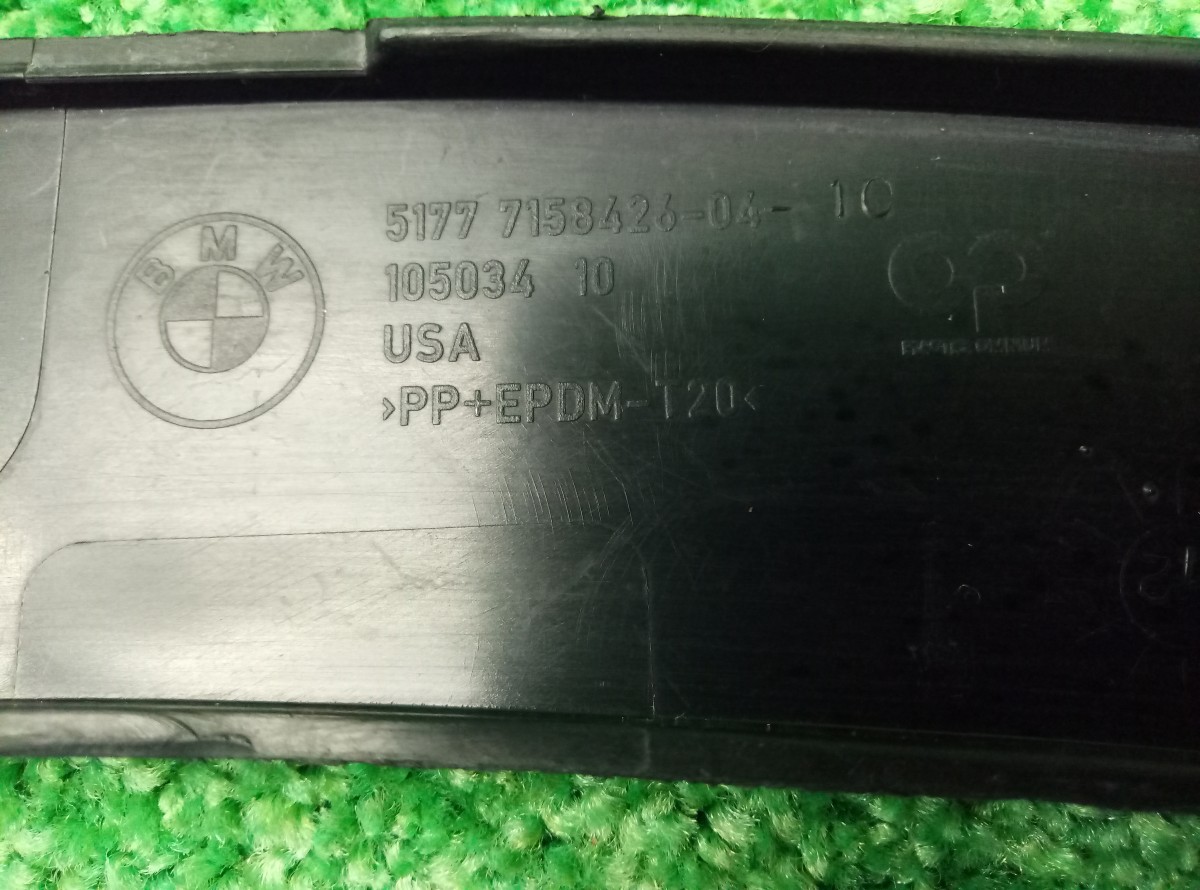 BMW
5177 7158426-04- 10
105034 10
USA
>PP+EPDM-T20<